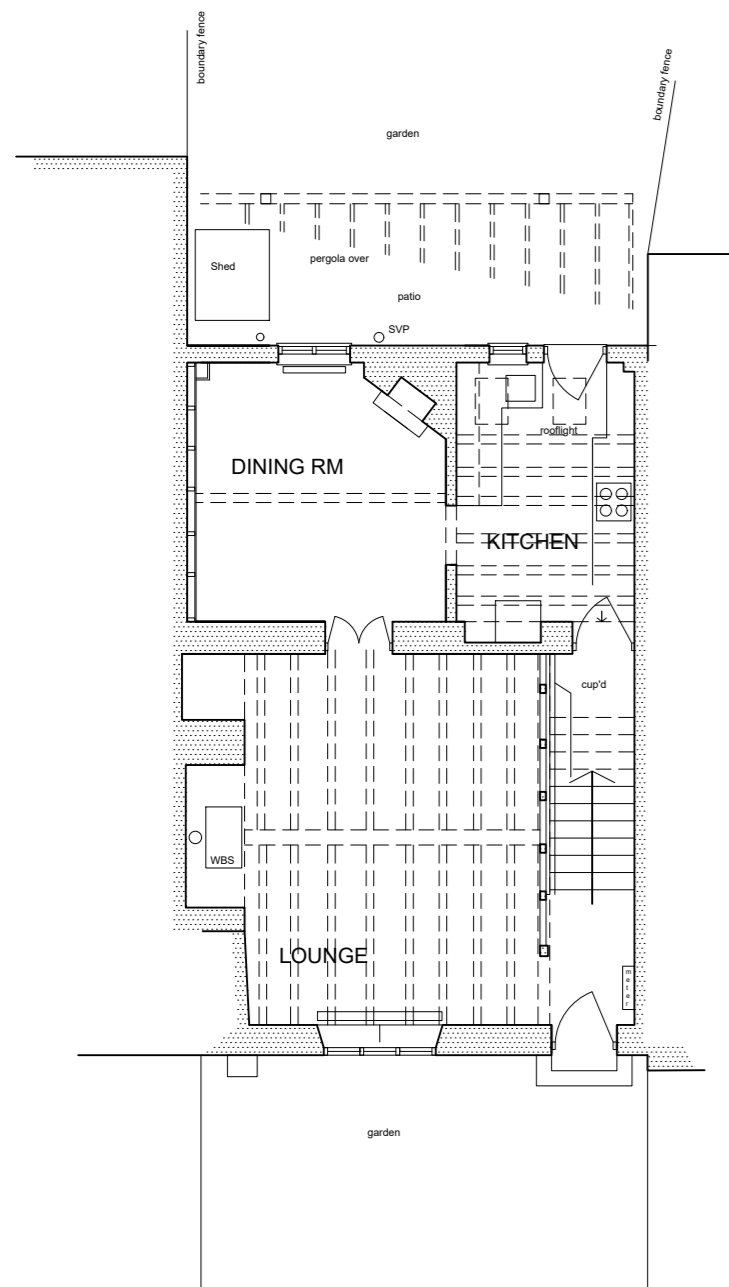 boundary fence
boundary fence
garden
Shed
pergola over
patio
SVP
rooflight
DINING RM
KITCHEN
cup'd
WBS
LOUNGE
meter
garden